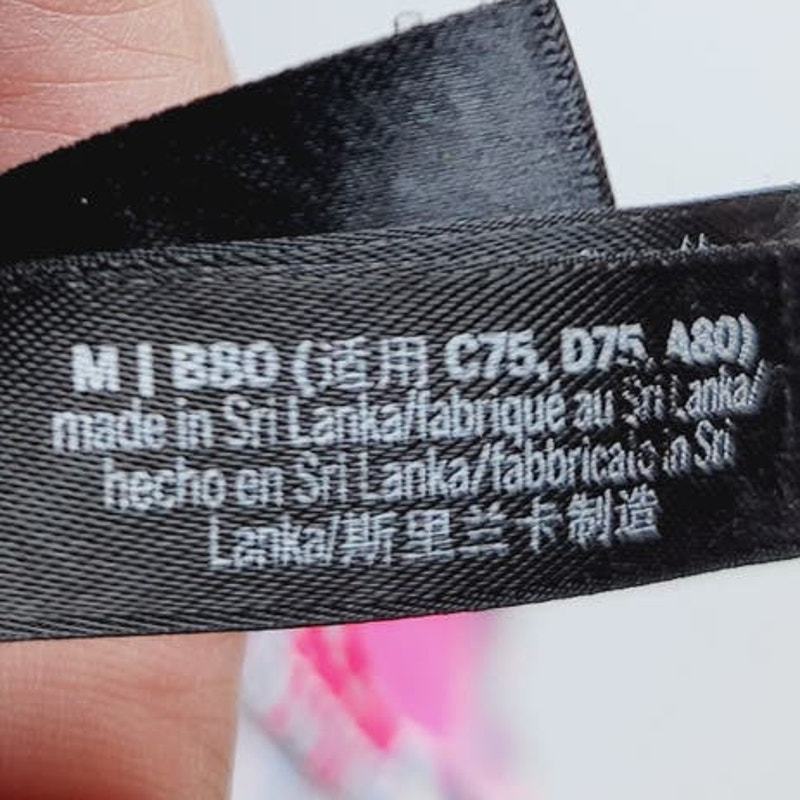 M | B80 (适用 C75, D75, A80)
made in Sri Lanka/fabriqué au Sri Lanka/
hecho en Sri Lanka/fabbricato in Sri
Lanka/斯里兰卡制造